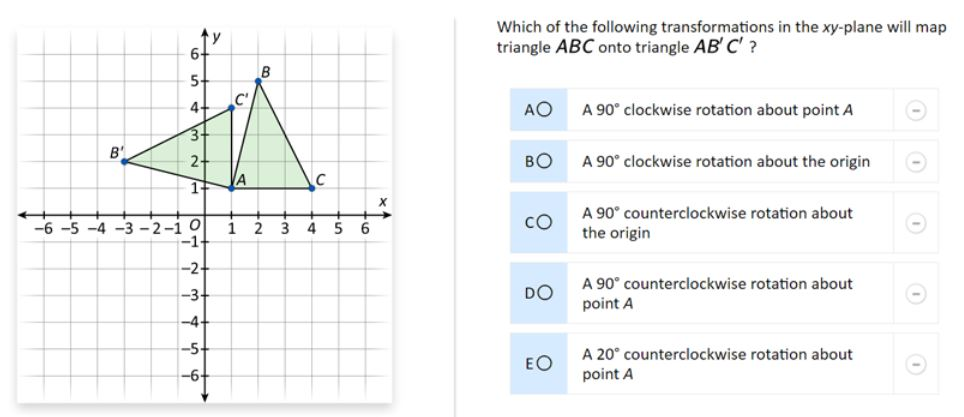 y
6
5
B
4
C'
3
B'
2
A
C
1
x
-6 -5 -4 -3 -2 -1 O 1 2 3 4 5 6
-1
-2
-3
-4
-5
-6
Which of the following transformations in the xy-plane will map
triangle ABC onto triangle AB' C' ?
A A 90° clockwise rotation about point A
B A 90° clockwise rotation about the origin
C A 90° counterclockwise rotation about
the origin
D A 90° counterclockwise rotation about
point A
E A 20° counterclockwise rotation about
point A